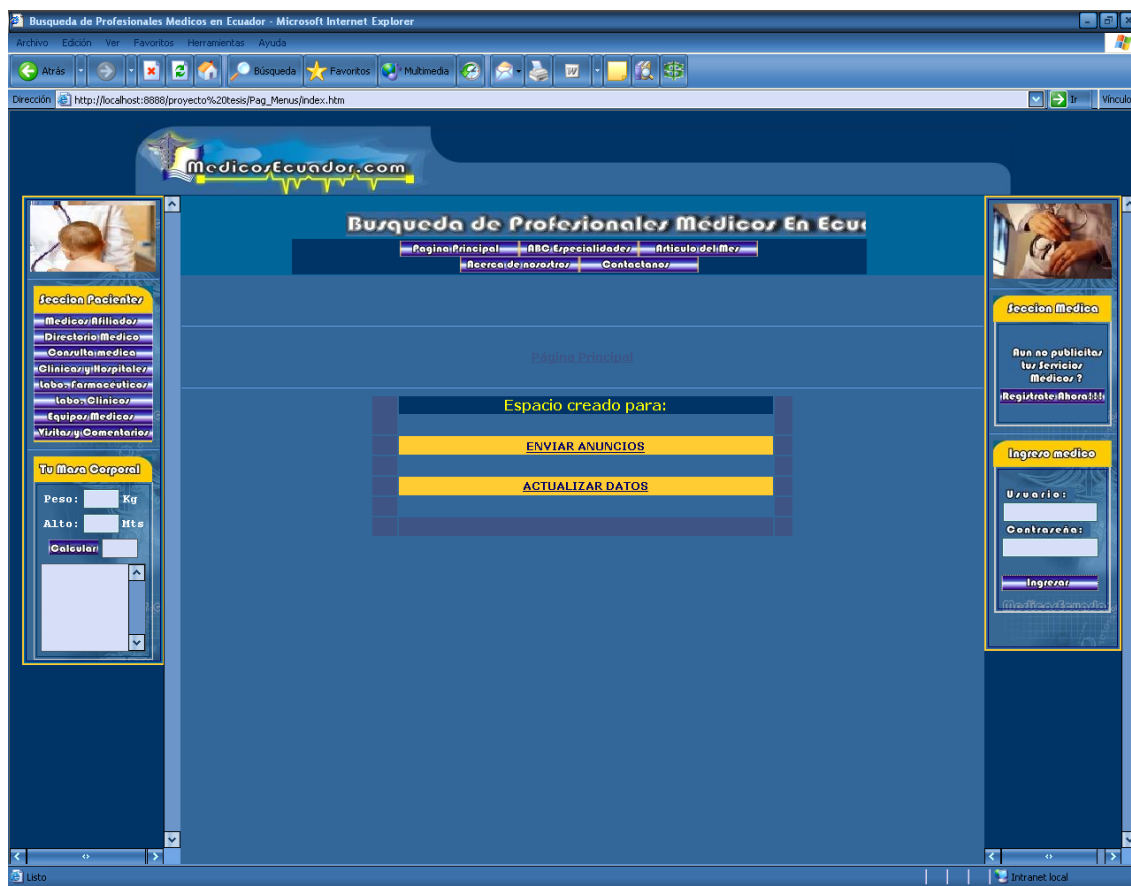 Busqueda de Profesionales Medicos en Ecuador - Microsoft Internet Explorer
Archivo Edición Ver Favoritos Herramientas Ayuda
Atrás Búsqueda Favoritos Multimedia
Dirección http://localhost:8888/proyecto%20tesis/Pag_Menus/index.htm Ir Vínculo
MedicosEcuador.com
Busqueda de Profesionales Médicos En Ecu
Pagina Principal ABC Especialidades Articulo del Mes
Acerca de nosostros Contactanos
Seccion Pacientes
Medicos Afiliados
Directorio Medico
Consulta medica
Clinicas y Hospitales
Labo. Farmacéuticos
Labo. Clinicos
Equipos Medicos
Visitas y Comentarios
Tu Masa Corporal
Peso: Kg
Alto: Mts
Calcular
Página Principal
Espacio creado para:
ENVIAR ANUNCIOS
ACTUALIZAR DATOS
Seccion Medica
Aun no publicitas
tus Servicios
Médicos ?
Registrate Ahora!!!
Ingreso medico
Usuario:
Contraseña:
Ingresar
MedicosEcuado
Listo Intranet local